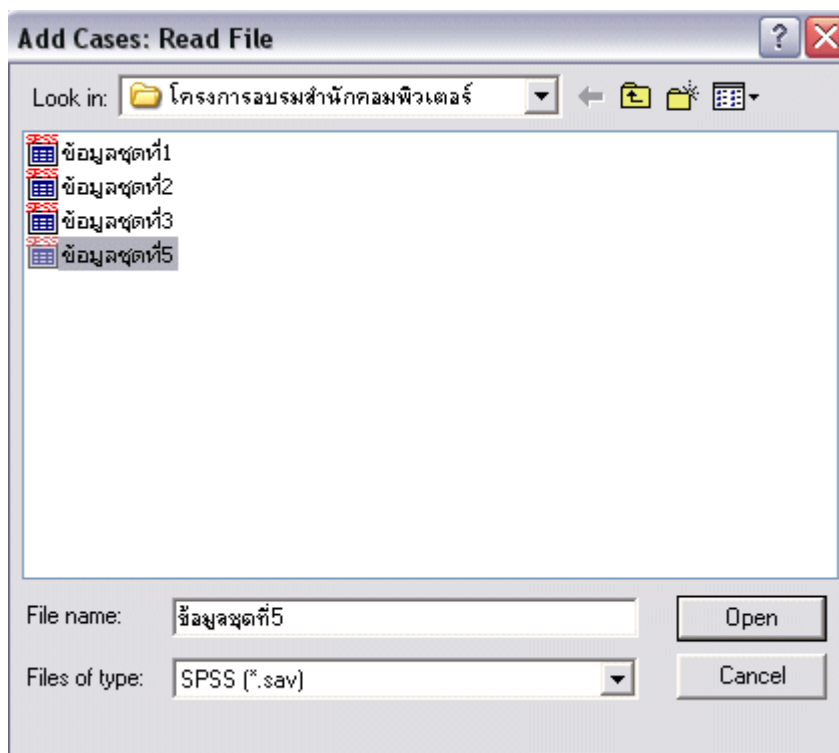 Add Cases: Read File
Look in: โครงการอบรมสำนักคอมพิวเตอร์
ข้อมูลชุดที่1
ข้อมูลชุดที่2
ข้อมูลชุดที่3
ข้อมูลชุดที่5
File name: ข้อมูลชุดที่5 Open
Files of type: SPSS (*.sav) Cancel